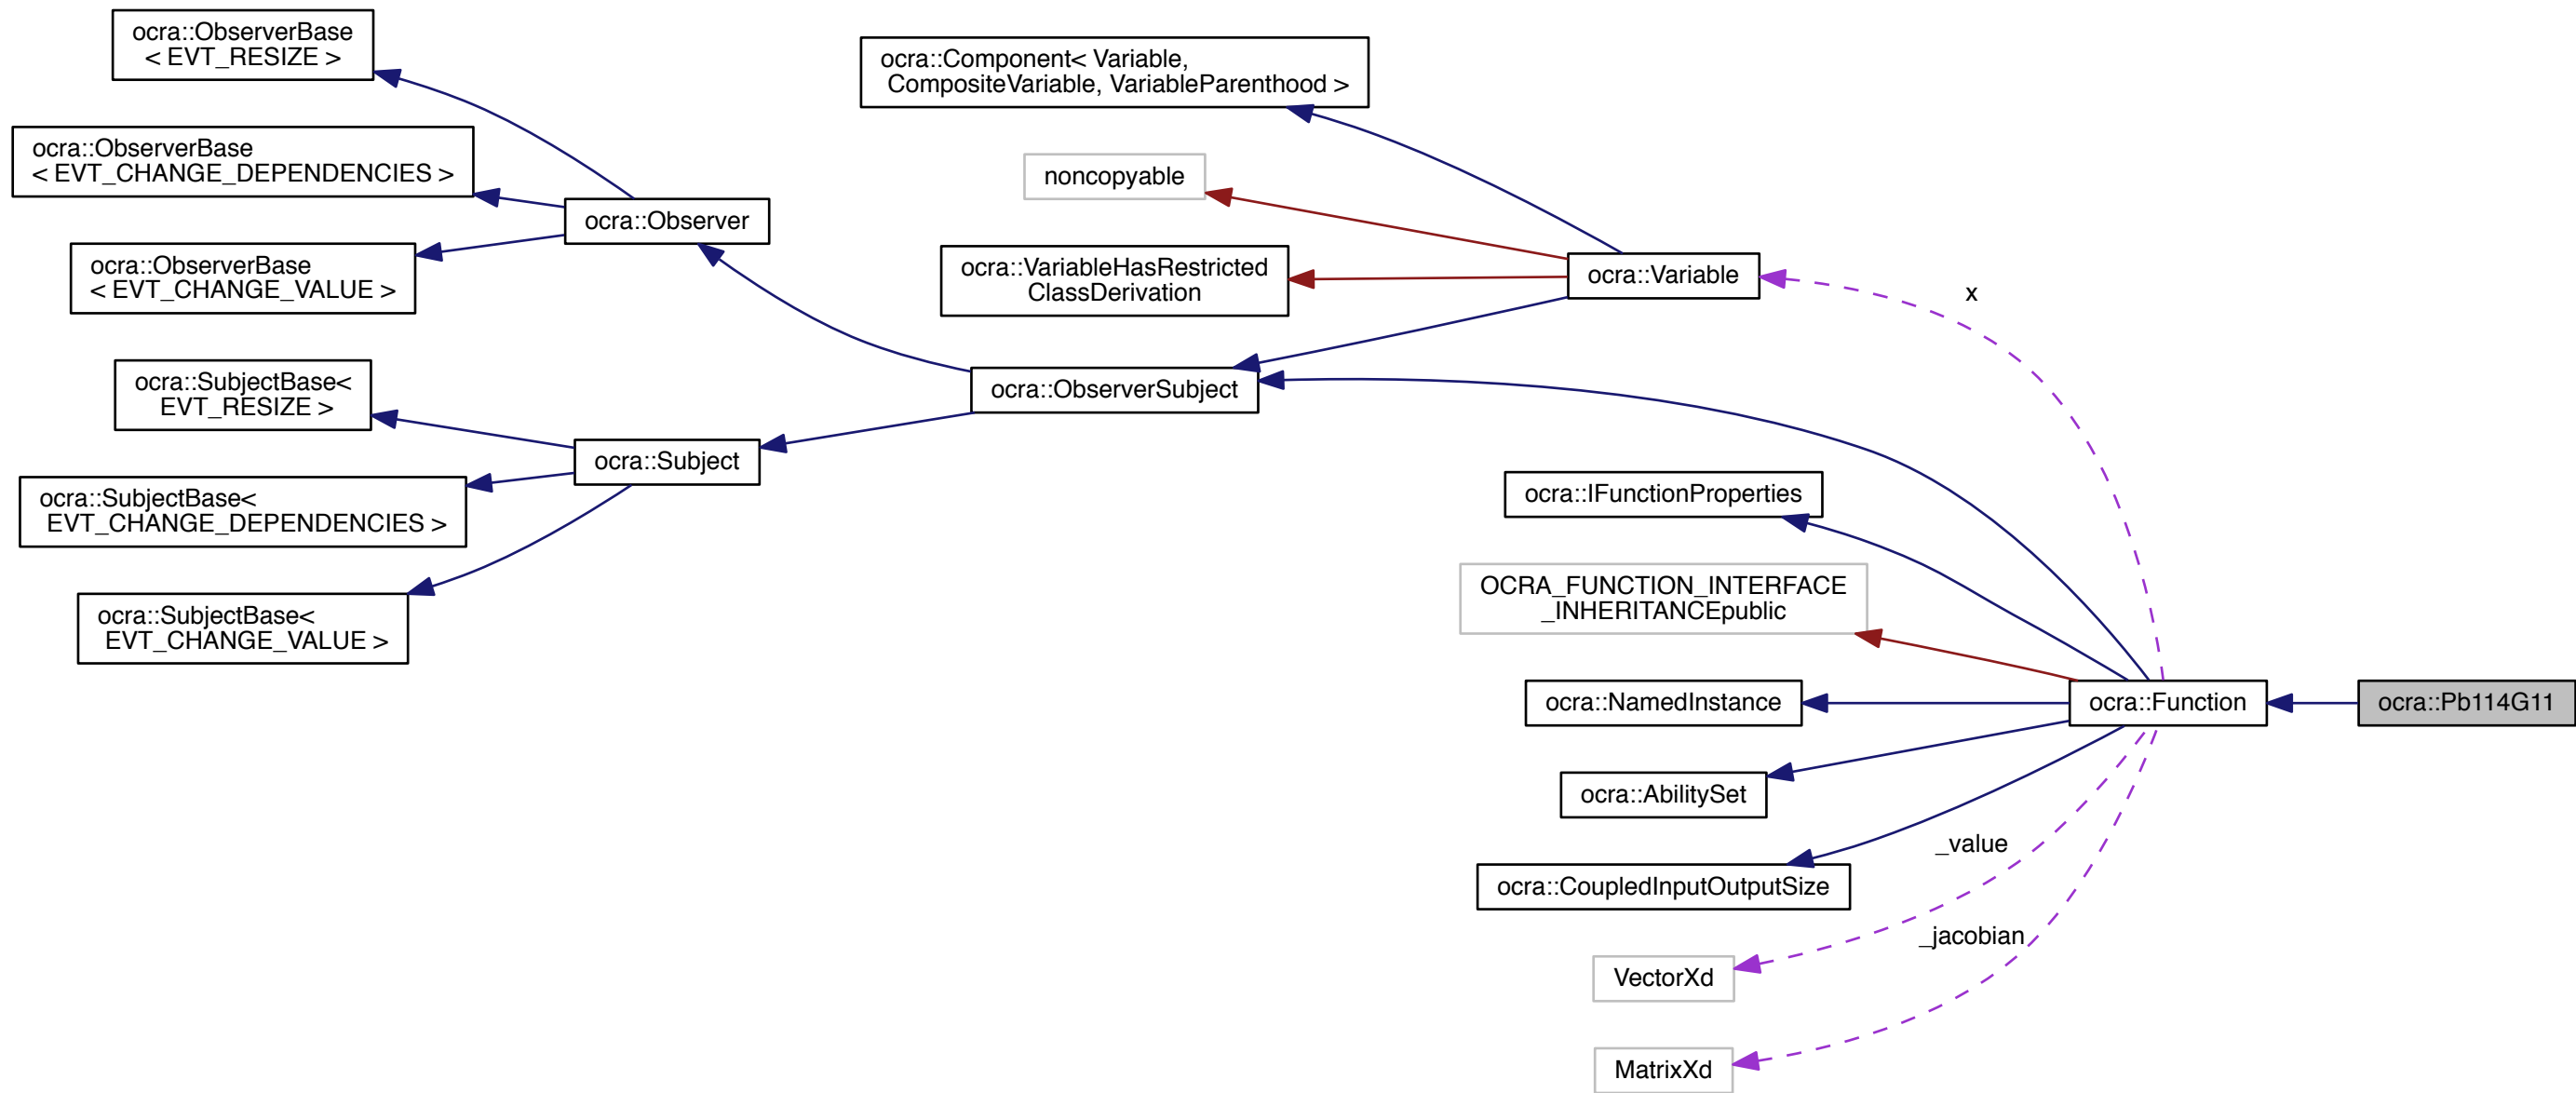 ocra::ObserverBase
< EVT_RESIZE >
ocra::ObserverBase
< EVT_CHANGE_DEPENDENCIES >
ocra::ObserverBase
< EVT_CHANGE_VALUE >
ocra::SubjectBase<
EVT_RESIZE >
ocra::SubjectBase<
EVT_CHANGE_DEPENDENCIES >
ocra::SubjectBase<
EVT_CHANGE_VALUE >
ocra::Observer
ocra::Subject
ocra::Component< Variable,
CompositeVariable, VariableParenthood >
noncopyable
ocra::VariableHasRestricted
ClassDerivation
ocra::ObserverSubject
ocra::Variable
x
ocra::IFunctionProperties
OCRA_FUNCTION_INTERFACE
_INHERITANCEpublic
ocra::NamedInstance
ocra::AbilitySet
ocra::CoupledInputOutputSize
VectorXd
MatrixXd
_value
_jacobian
ocra::Function
ocra::Pb114G11